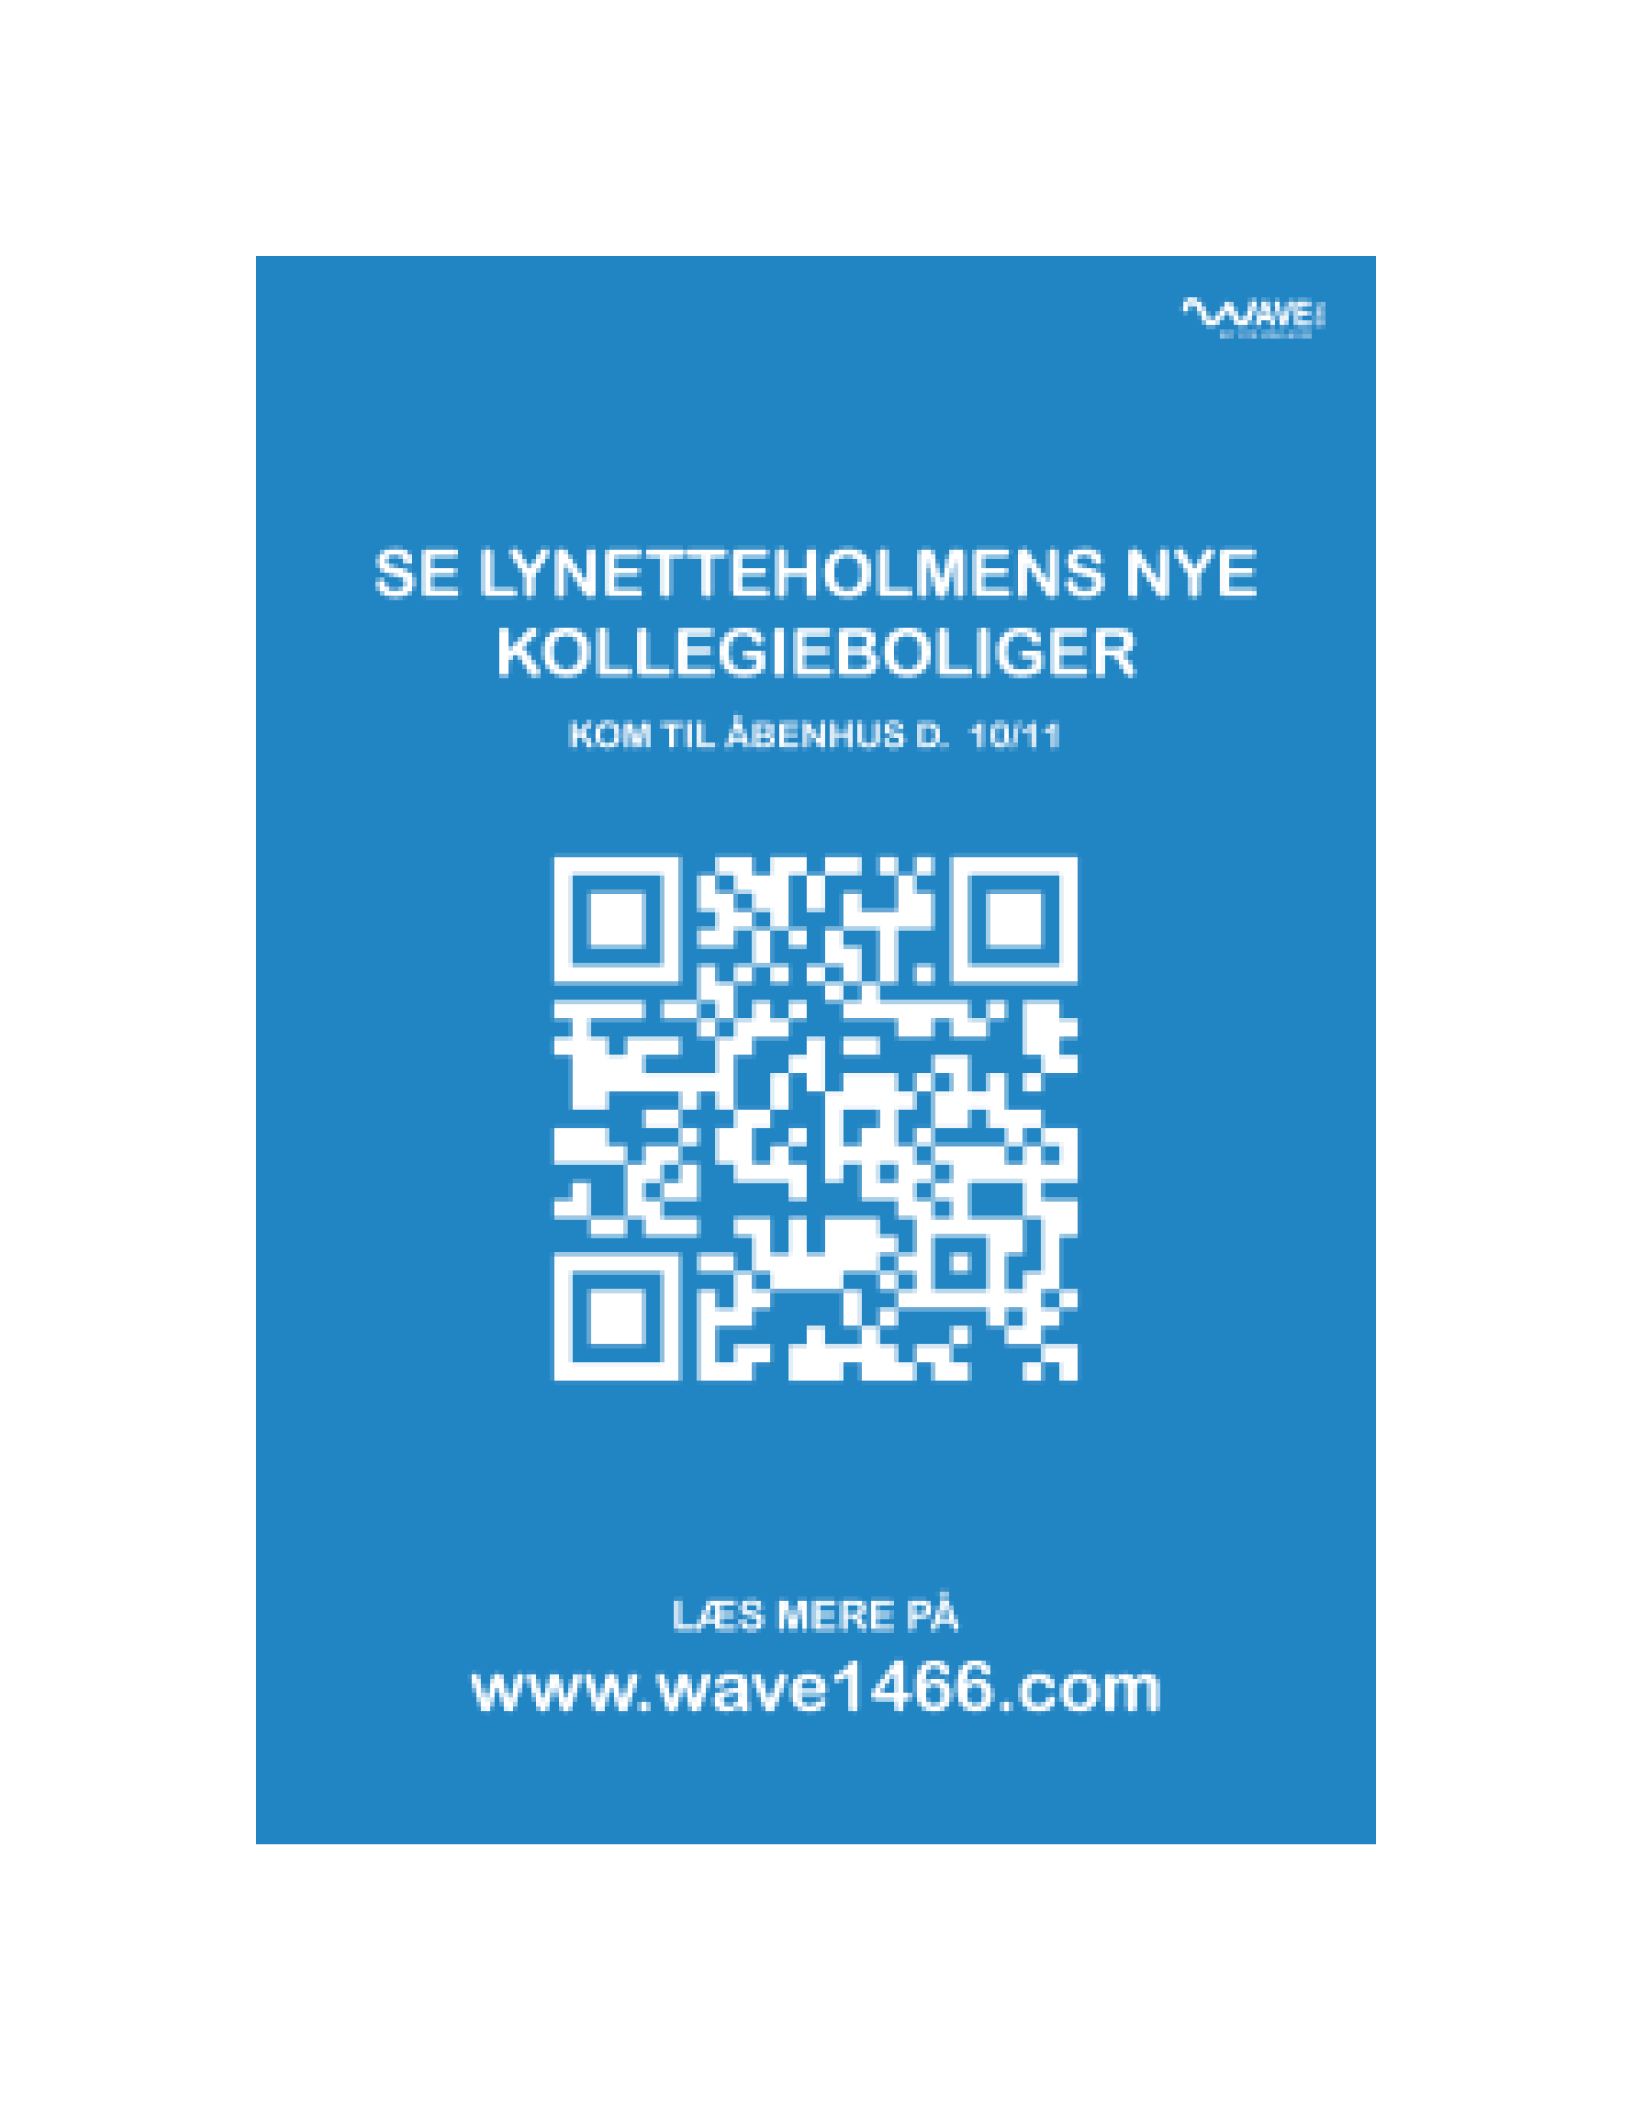 WAVE
SE LYNETTEHOLMENS NYE
KOLLEGIEBOLIGER
KOM TIL ÅBENHUS D. 10/11
LÆS MERE PÅ
www.wave1466.com